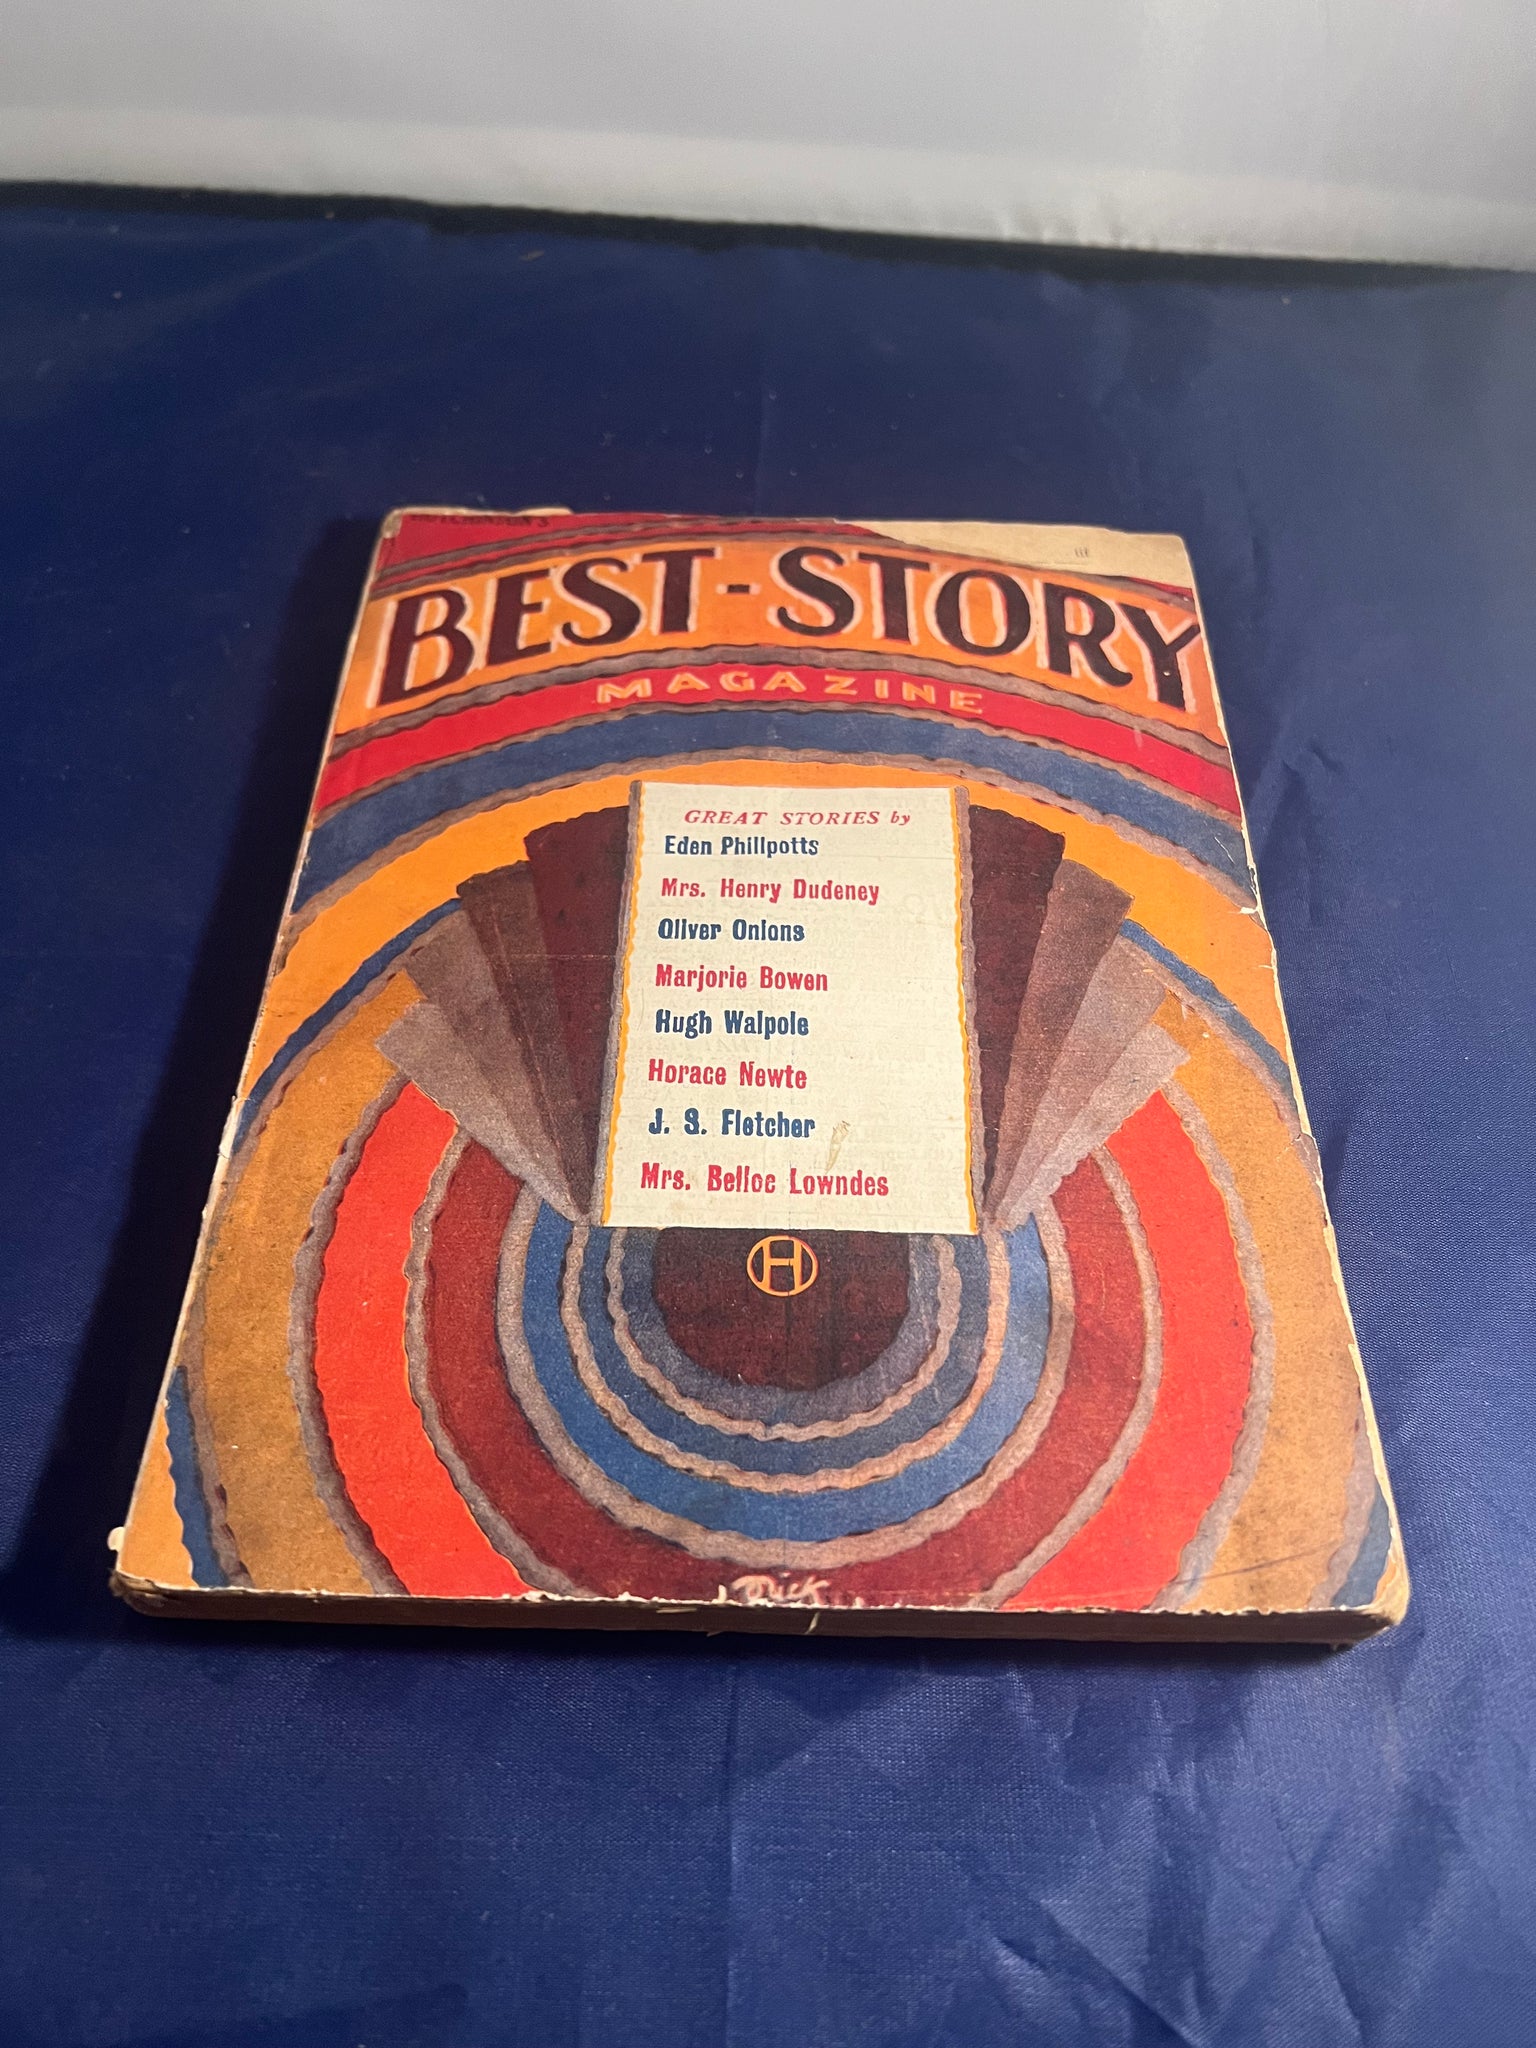 HUTCHINSON'S
BEST-STORY
MAGAZINE
GREAT STORIES by
Eden Phillpotts
Mrs. Henry Dudeney
Oliver Onions
Marjorie Bowen
Hugh Walpole
Horace Newte
J. S. Fletcher
Mrs. Belloc Lowndes
H